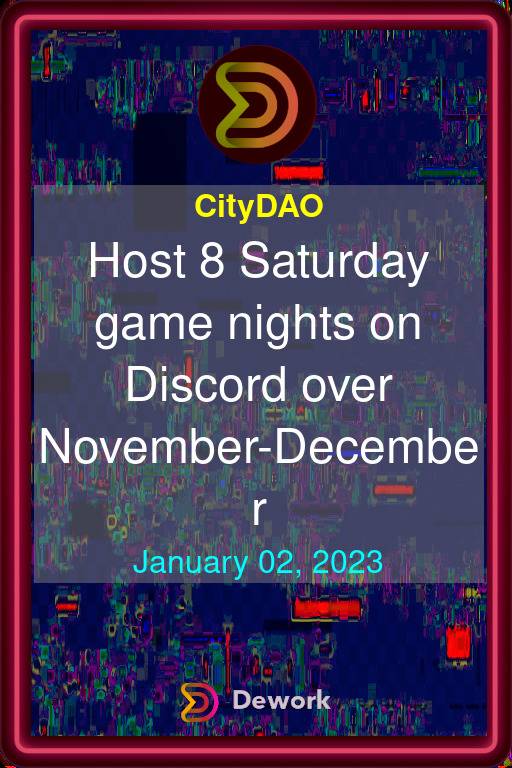 CityDAO
Host 8 Saturday
game nights on
Discord over
November-Decembe
r
January 02, 2023
Dework